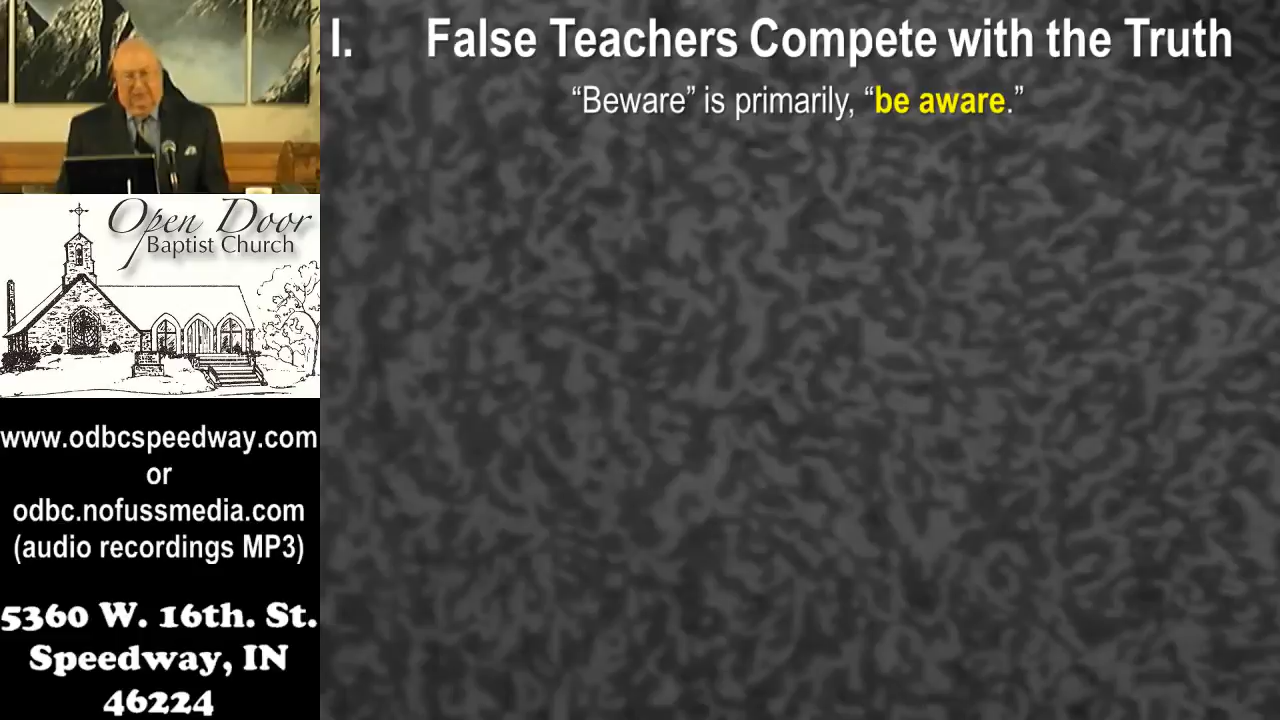 I. False Teachers Compete with the Truth
“Beware” is primarily, “be aware.”
Open Door
Baptist Church
www.odbcspeedway.com
or
odbc.nofussmedia.com
(audio recordings MP3)
5360 W. 16th. St.
Speedway, IN
46224